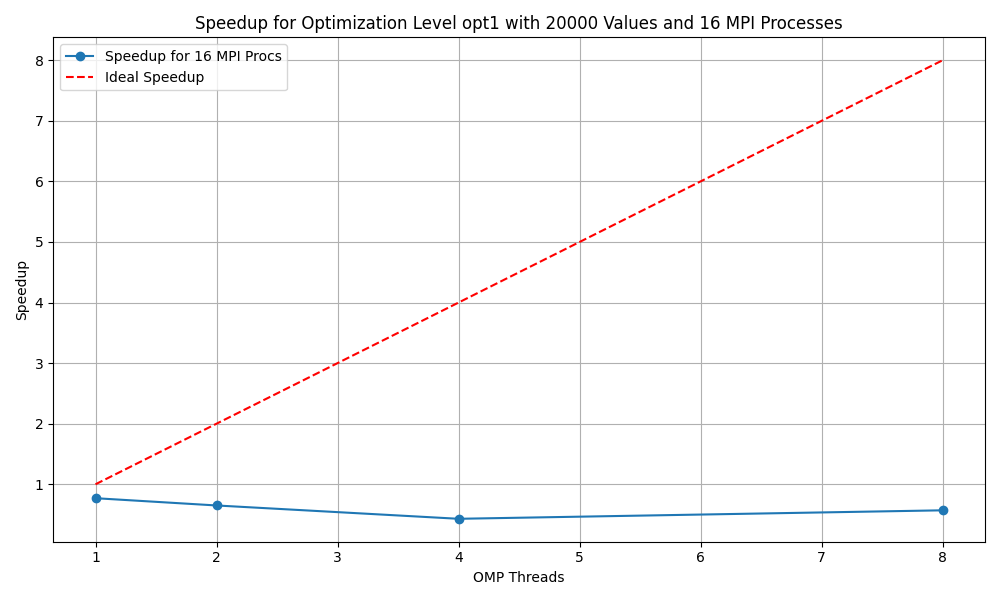 Speedup for Optimization Level opt1 with 20000 Values and 16 MPI Processes
Speedup for 16 MPI Procs
Ideal Speedup
8
7
6
5
4
3
2
1
Speedup
1 2 3 4 5 6 7 8
OMP Threads